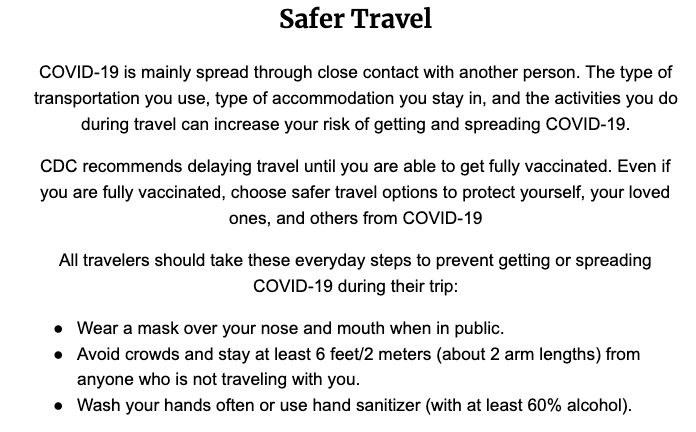 Safer Travel
COVID-19 is mainly spread through close contact with another person. The type of
transportation you use, type of accommodation you stay in, and the activities you do
during travel can increase your risk of getting and spreading COVID-19.
CDC recommends delaying travel until you are able to get fully vaccinated. Even if
you are fully vaccinated, choose safer travel options to protect yourself, your loved
ones, and others from COVID-19
All travelers should take these everyday steps to prevent getting or spreading
COVID-19 during their trip:
● Wear a mask over your nose and mouth when in public.
● Avoid crowds and stay at least 6 feet/2 meters (about 2 arm lengths) from
anyone who is not traveling with you.
● Wash your hands often or use hand sanitizer (with at least 60% alcohol).